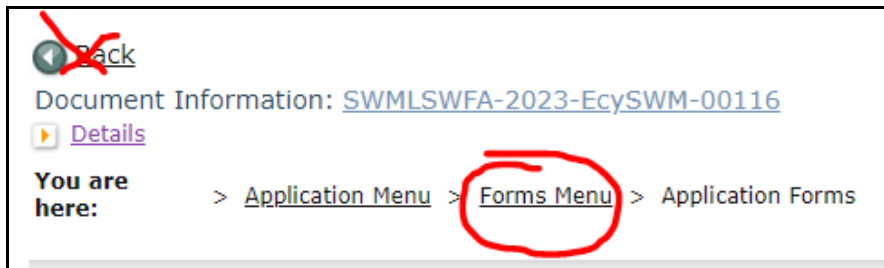 Back
Document Information: SWMLSWFA-2023-EcySWM-00116
Details
You are here: > Application Menu > Forms Menu > Application Forms